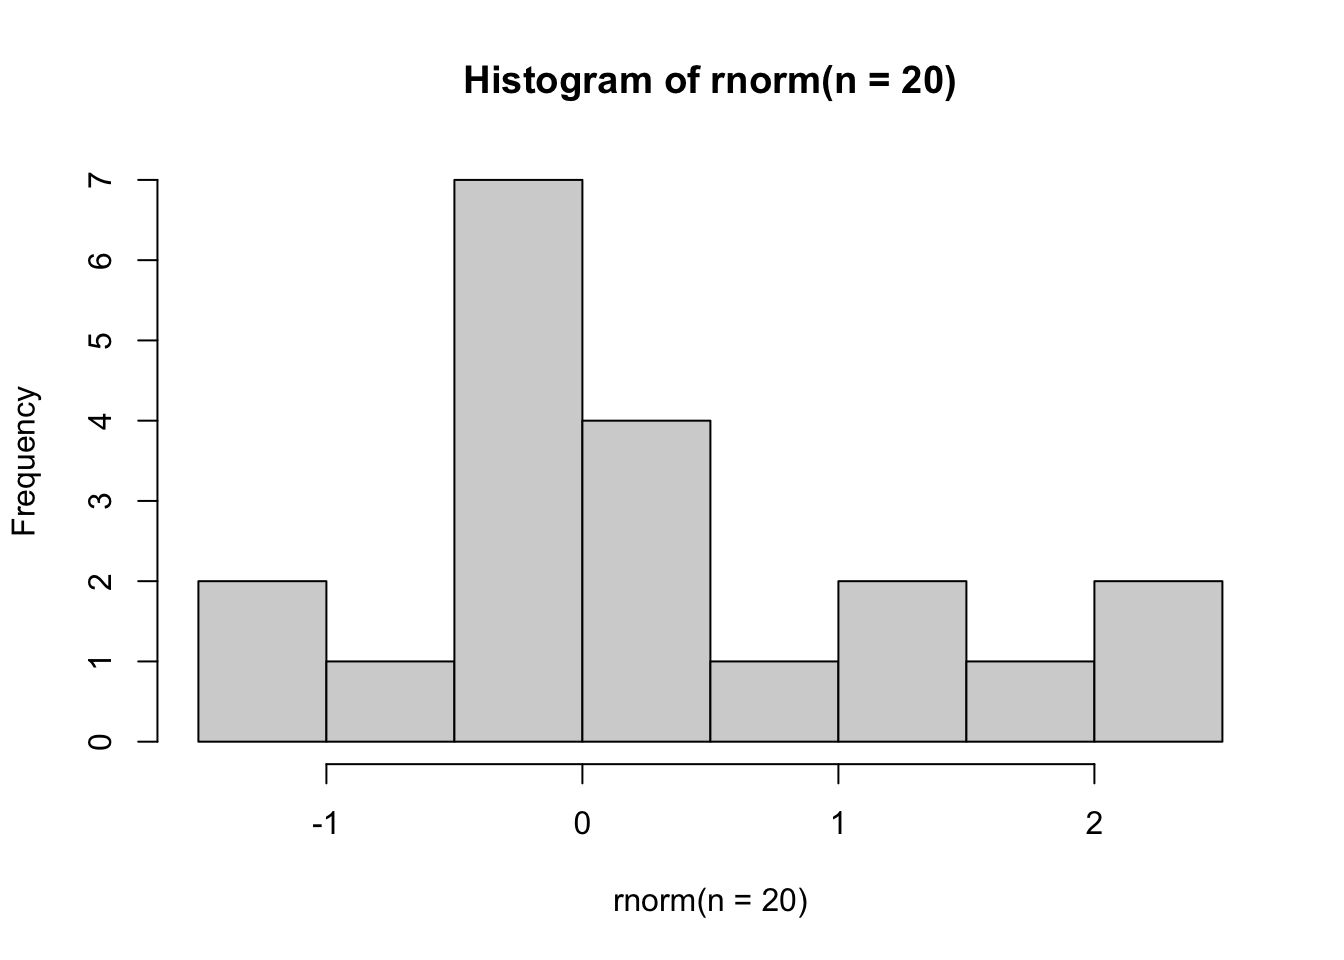 Histogram of rnorm(n = 20)
Frequency
7
6
5
4
3
2
1
0
-1 0 1 2
rnorm(n = 20)